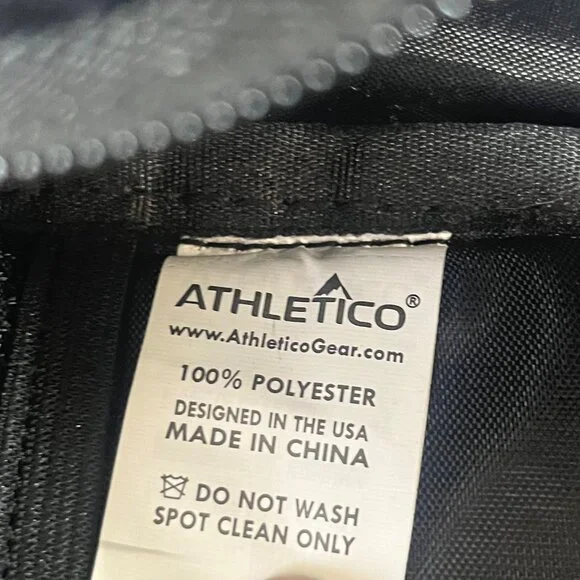 ATHLETICO®
www.AthleticoGear.com
100% POLYESTER
DESIGNED IN THE USA
MADE IN CHINA
DO NOT WASH
SPOT CLEAN ONLY